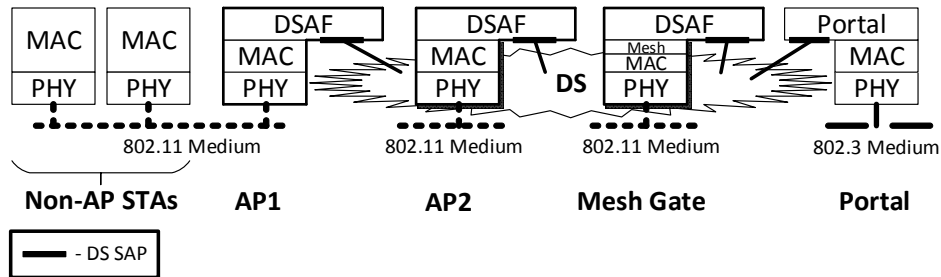 DSAF DSAF DSAF
MAC MAC Portal
MAC MAC Mesh MAC MAC
PHY PHY PHY PHY DS PHY PHY
802.11 Medium 802.11 Medium 802.11 Medium 802.3 Medium
Non-AP STAs AP1 AP2 Mesh Gate Portal
- DS SAP